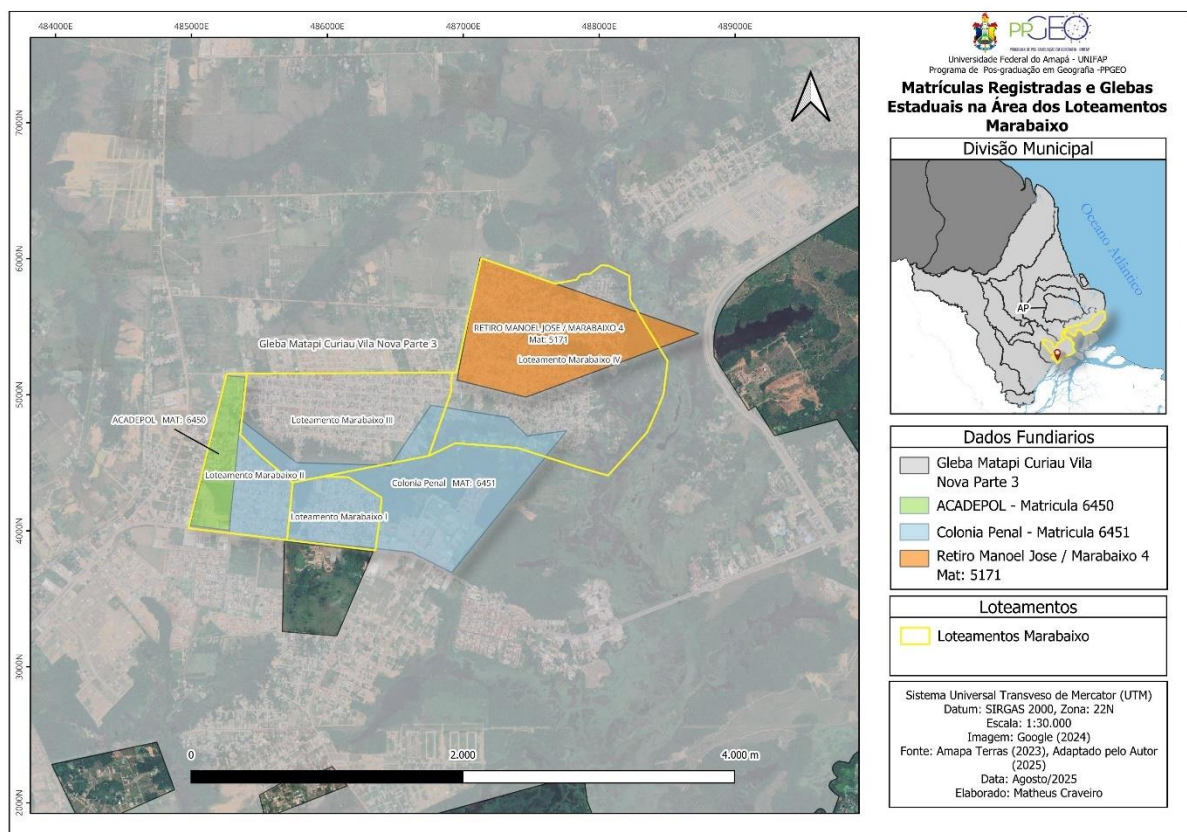 484000E
485000E
486000E
487000E
488000E
489000E
7000N
6000N
5000N
4000N
3000N
2000N
RETIRO MANOEL JOSE / MARABAIXO 4
Mat: 5171
Loteamento Marabaixo IV
Gleba Matapi Curiau Vila Nova Parte 3
ACADEPOL MAT: 6450
Loteamento Marabaixo III
Loteamento Marabaixo II
Colonia Penal MAT: 6451
Loteamento Marabaixo I
0
2.000
4.000 m
PPGEO
PROGRAMA DE PÓS-GRADUAÇÃO EM GEOGRAFIA - UNIFAP
Universidade Federal do Amapá - UNIFAP
Programa de Pos-graduação em Geografia -PPGEO
Matrículas Registradas e Glebas
Estaduais na Área dos Loteamentos
Marabaixo
Divisão Municipal
Oceano Atlântico
AP
Dados Fundiarios
Gleba Matapi Curiau Vila
Nova Parte 3
ACADEPOL - Matricula 6450
Colonia Penal - Matricula 6451
Retiro Manoel Jose / Marabaixo 4
Mat: 5171
Loteamentos
Loteamentos Marabaixo
Sistema Universal Transveso de Mercator (UTM)
Datum: SIRGAS 2000, Zona: 22N
Escala: 1:30.000
Imagem: Google (2024)
Fonte: Amapa Terras (2023), Adaptado pelo Autor
(2025)
Data: Agosto/2025
Elaborado: Matheus Craveiro